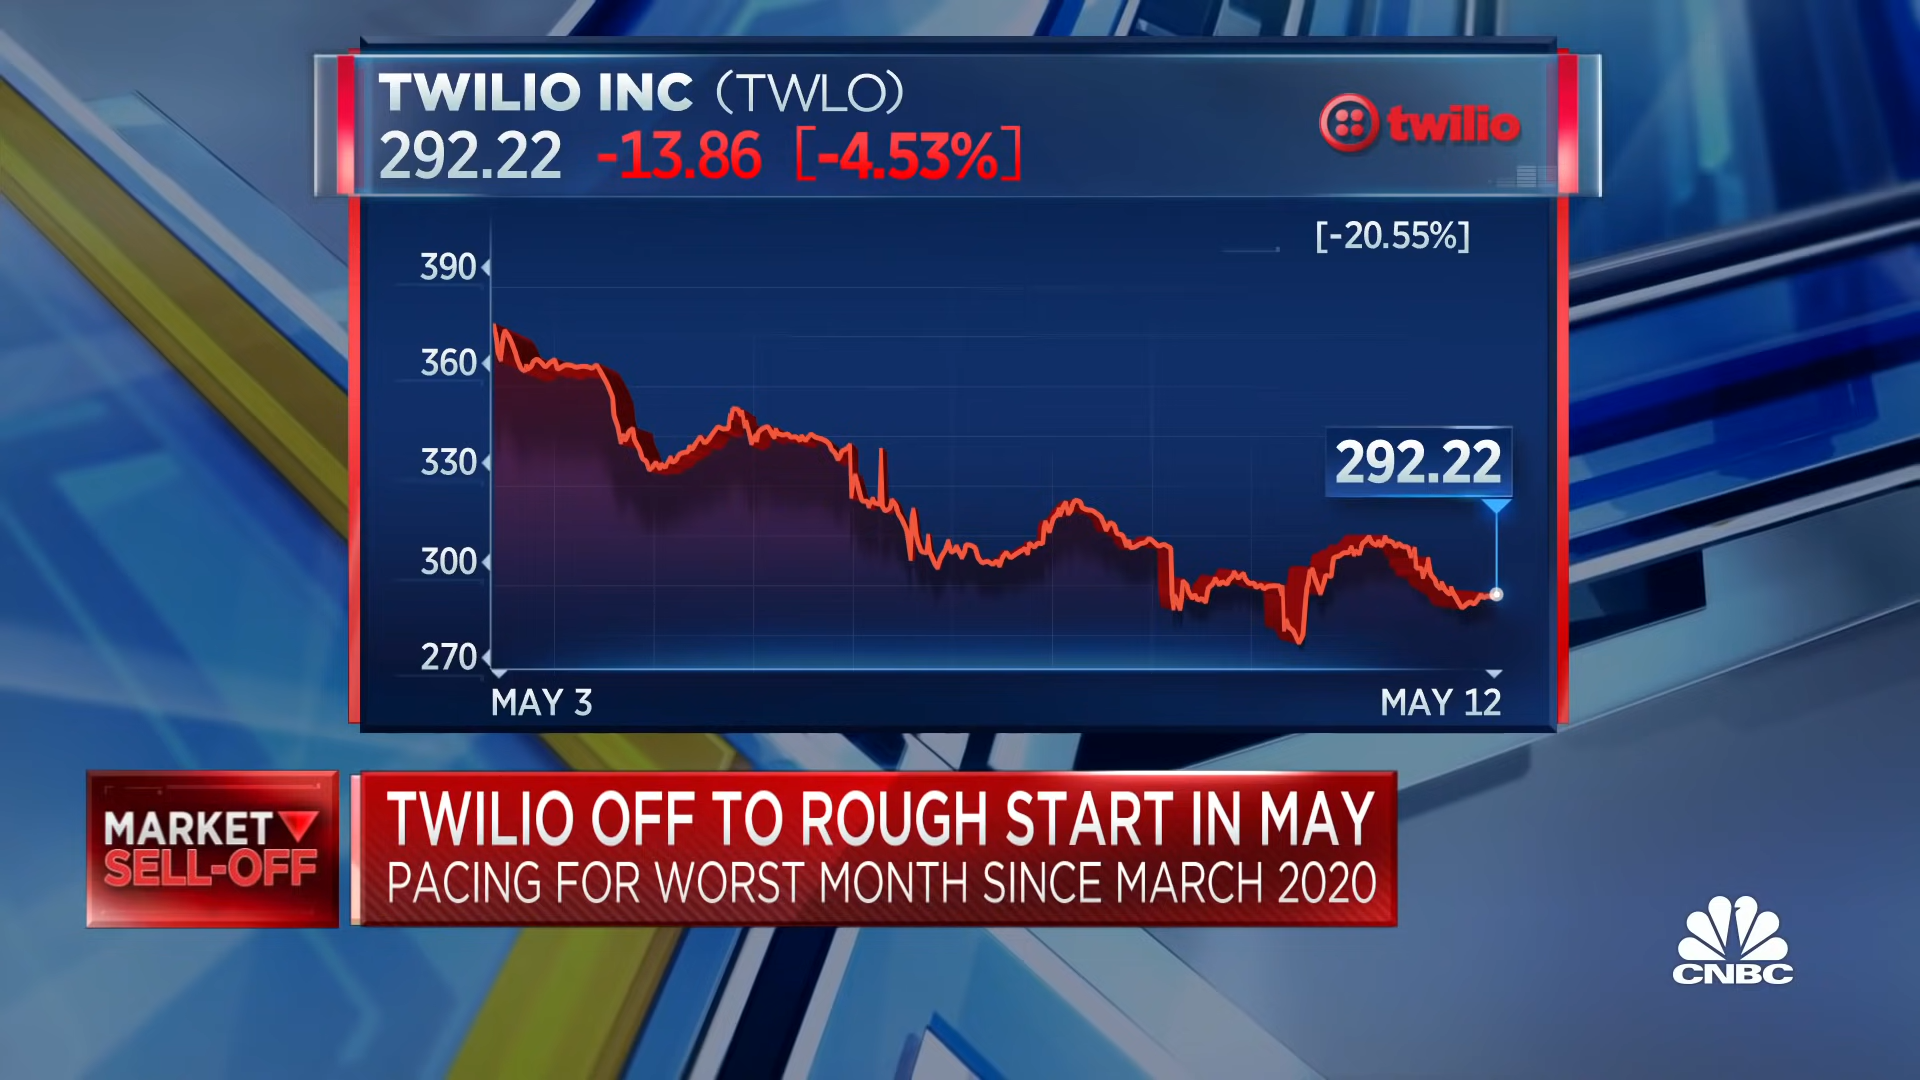 TWILIO INC (TWLO)
292.22 -13.86 [-4.53%]
twilio
[-20.55%]
390
360
330
300
270
292.22
MAY 3
MAY 12
MARKET
SELL-OFF
TWILIO OFF TO ROUGH START IN MAY
PACING FOR WORST MONTH SINCE MARCH 2020
CNBC